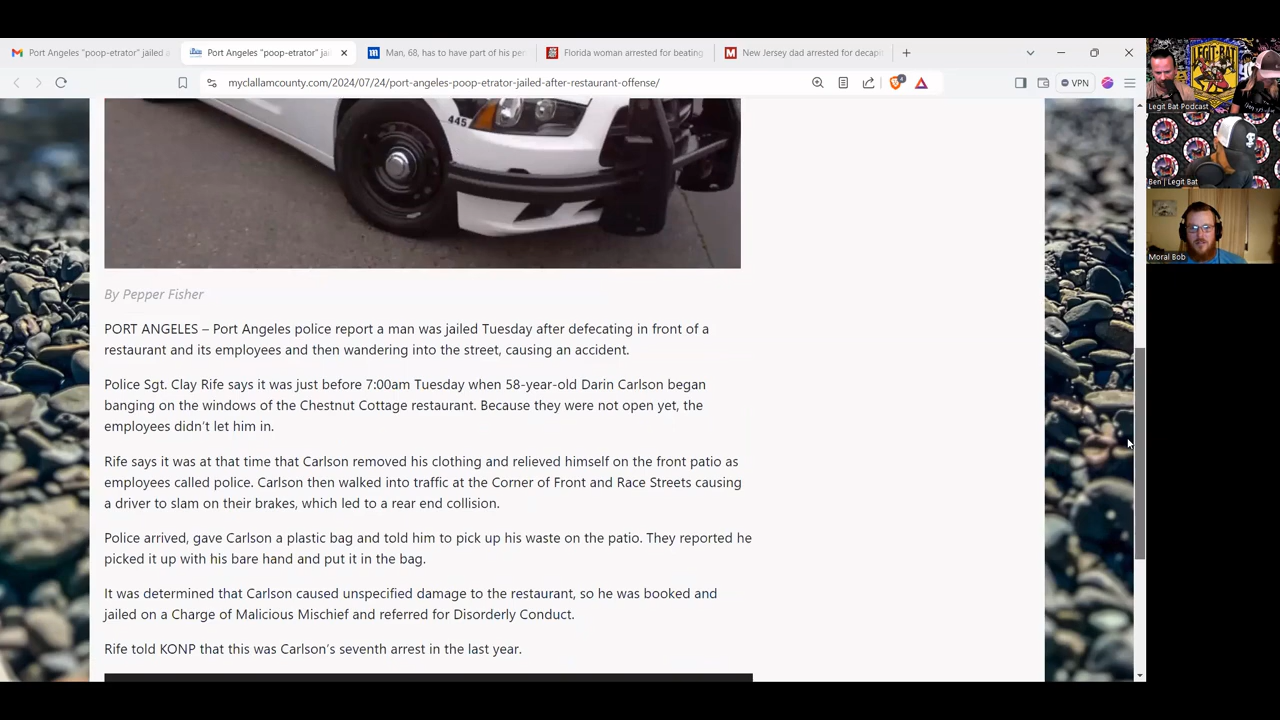 Port Angeles "poop-etrator" jailed a
Port Angeles "poop-etrator" jai
Man, 68, has to have part of his pe
Florida woman arrested for beating
New Jersey dad arrested for decapi
myclallamcounty.com/2024/07/24/port-angeles-poop-etrator-jailed-after-restaurant-offense/
VPN
LEGIT-BAT
Legit Bat Podcast
Ben | Legit Bat
Moral Bob
445
By Pepper Fisher
PORT ANGELES – Port Angeles police report a man was jailed Tuesday after defecating in front of a
restaurant and its employees and then wandering into the street, causing an accident.
Police Sgt. Clay Rife says it was just before 7:00am Tuesday when 58-year-old Darin Carlson began
banging on the windows of the Chestnut Cottage restaurant. Because they were not open yet, the
employees didn't let him in.
Rife says it was at that time that Carlson removed his clothing and relieved himself on the front patio as
employees called police. Carlson then walked into traffic at the Corner of Front and Race Streets causing
a driver to slam on their brakes, which led to a rear end collision.
Police arrived, gave Carlson a plastic bag and told him to pick up his waste on the patio. They reported he
picked it up with his bare hand and put it in the bag.
It was determined that Carlson caused unspecified damage to the restaurant, so he was booked and
jailed on a Charge of Malicious Mischief and referred for Disorderly Conduct.
Rife told KONP that this was Carlson's seventh arrest in the last year.